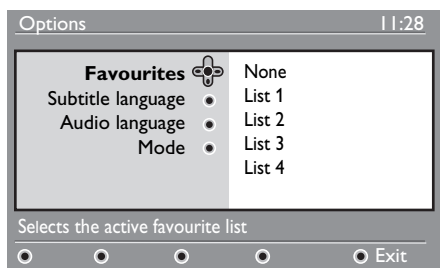 Options 11:28
Favourites
Subtitle language
Audio language
Mode
None
List 1
List 2
List 3
List 4
Selects the active favourite list
Exit